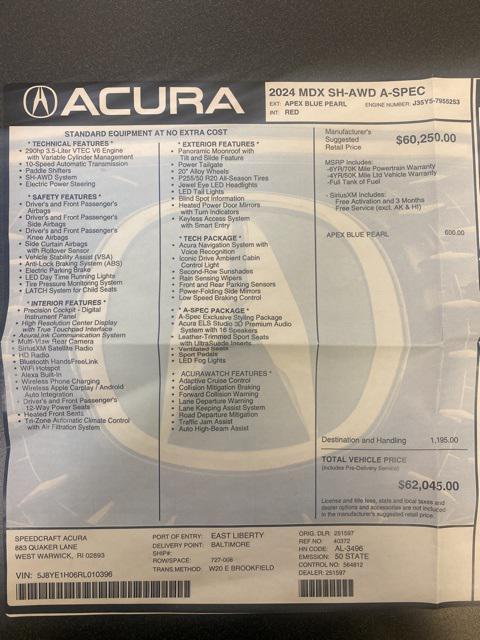 ACURA
2024 MDX SH-AWD A-SPEC
EXT: APEX BLUE PEARL ENGINE NUMBER: J35Y5-7955253
INT: RED
STANDARD EQUIPMENT AT NO EXTRA COST
* TECHNICAL FEATURES *
• 290hp 3.5-Liter VTEC V6 Engine
with Variable Cylinder Management
• 10-Speed Automatic Transmission
• Paddle Shifters
• SH-AWD System
• Electric Power Steering
* SAFETY FEATURES *
• Driver's and Front Passenger's
Airbags
• Driver's and Front Passenger's
Side Airbags
• Driver's and Front Passenger's
Knee Airbags
• Side Curtain Airbags
with Rollover Sensor
• Vehicle Stability Assist (VSA)
• Anti-Lock Braking System (ABS)
• Electric Parking Brake
• LED Day Time Running Lights
• Tire Pressure Monitoring System
• LATCH System for Child Seats
* INTERIOR FEATURES *
• Precision Cockpit - Digital
Instrument Panel
• High Resolution Center Display
with True Touchpad Interface
• AcuraLink Communication System
• Multi-View Rear Camera
• SiriusXM Satellite Radio
• HD Radio
• Bluetooth HandsFreeLink
• WiFi Hotspot
• Alexa Built-In
• Wireless Phone Charging
• Wireless Apple Carplay / Android
Auto Integration
• Driver's and Front Passenger's
12-Way Power Seats
• Heated Front Seats
• Tri-Zone Automatic Climate Control
with Air Filtration System
* EXTERIOR FEATURES *
• Panoramic Moonroof with
Tilt and Slide Feature
• Power Tailgate
• 20" Alloy Wheels
• P255/50 R20 All-Season Tires
• Jewel Eye LED Headlights
• LED Tail Lights
• Blind Spot Information
• Heated Power Door Mirrors
with Turn Indicators
• Keyless Access System
with Smart Entry
* TECH PACKAGE *
• Acura Navigation System with
Voice Recognition
• Iconic Drive Ambient Cabin
Control Light
• Second-Row Sunshades
• Rain Sensing Wipers
• Front and Rear Parking Sensors
• Power-Folding Side Mirrors
• Low Speed Braking Control
* A-SPEC PACKAGE *
• A-Spec Exclusive Styling Package
• Acura ELS Studio 3D Premium Audio
System with 16 Speakers
• Leather-Trimmed Sport Seats
with UltraSuede Inserts
• Ventilated Seats
• Sport Pedals
• LED Fog Lights
ACURAWATCH FEATURES *
• Adaptive Cruise Control
• Collision Mitigation Braking
• Forward Collision Warning
• Lane Departure Warning
• Lane Keeping Assist System
• Road Departure Mitigation
• Traffic Jam Assist
• Auto High-Beam Assist
Manufacturer's
Suggested
Retail Price
$60,250.00
MSRP Includes:
-6YR/70K Mile Powertrain Warranty
-4YR/50K Mile Ltd Vehicle Warranty
-Full Tank of Fuel
- SiriusXM Includes:
Free Activation and 3 Months
Free Service (excl. AK & HI)
APEX BLUE PEARL 600.00
Destination and Handling 1,195.00
TOTAL VEHICLE PRICE
(Includes Pre-Delivery Service)
$62,045.00
License and title fees, state and local taxes and
dealer options and accessories are not included
in the manufacturer's suggested retail price.
SPEEDCRAFT ACURA
883 QUAKER LANE
WEST WARWICK, RI 02893
VIN: 5J8YE1H06RL010396
PORT OF ENTRY: EAST LIBERTY
DELIVERY POINT: BALTIMORE
SHIP#:
ROW/SPACE: 727-008
TRANS.METHOD: W20 E BROOKFIELD
ORIG. DLR: 251597
REF NO: 40372
HN CODE: AL-3496
EMISSION: 50 STATE
CONTROL NO: 564812
DEALER: 251597